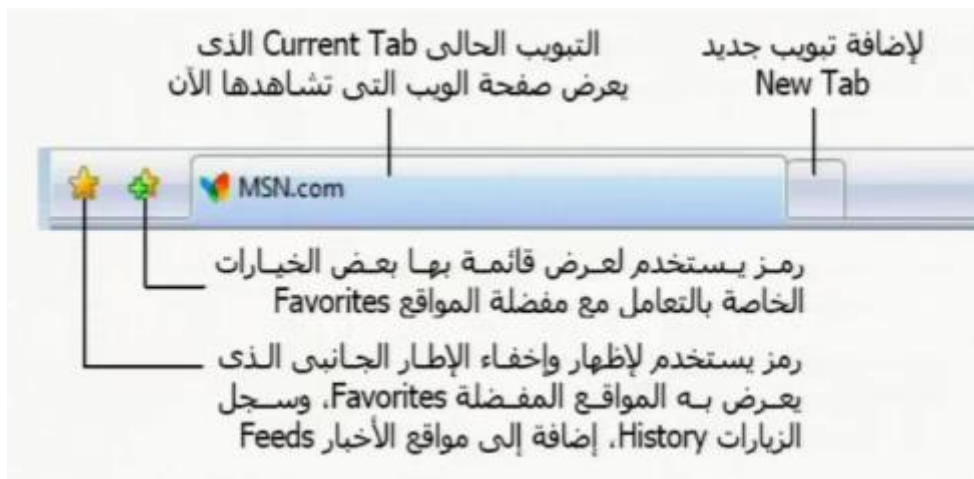 لإضافة تبويب جديد
New Tab
التبويب الحالى Current Tab الذى
يعرض صفحة الويب التى تشاهدها الآن
MSN.com
رمز يستخدم لعرض قائمة بها بعض الخيارات
الخاصة بالتعامل مع مفضلة المواقع Favorites
رمز يستخدم لإظهار وإخفاء الإطار الجانبى الذى
يعرض به المواقع المفضلة Favorites، وسجل
الزيارات History، إضافة إلى مواقع الأخبار Feeds